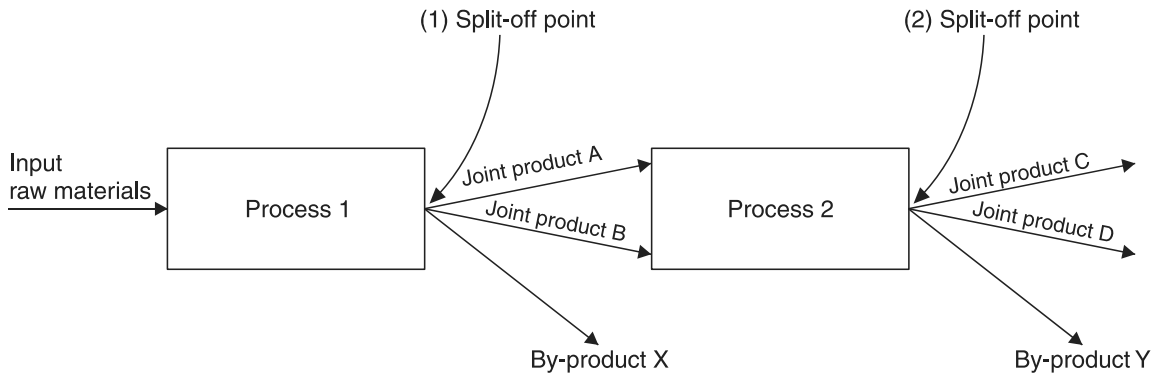 (1) Split-off point
(2) Split-off point
Input
raw materials
Process 1
Joint product A
Joint product B
Process 2
Joint product C
Joint product D
By-product X
By-product Y